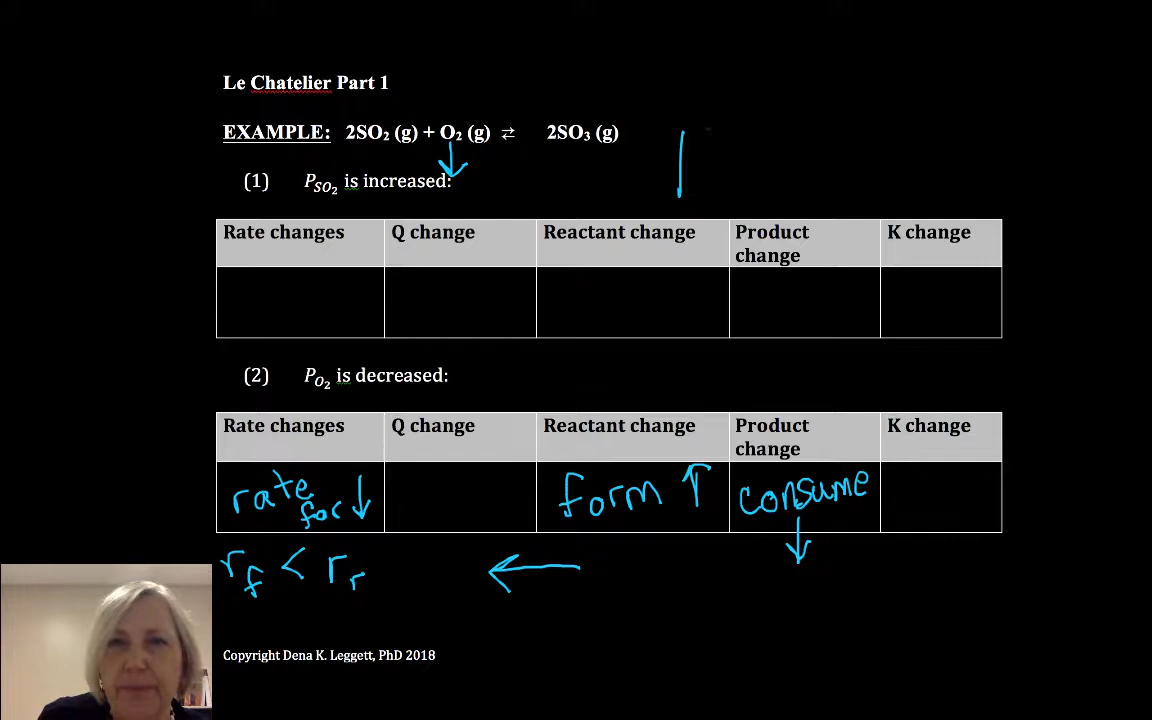 Le Chatelier Part 1
EXAMPLE: 2SO₂ (g) + O₂ (g) ⇄ 2SO₃ (g)
(1) P_SO₂ is increased:
Rate changes Q change Reactant change Product change K change
(2) P_O₂ is decreased:
Rate changes Q change Reactant change Product change K change
rate for ↓ form ↑ consume ↓
r_f < r_r ←
Copyright Dena K. Leggett, PhD 2018